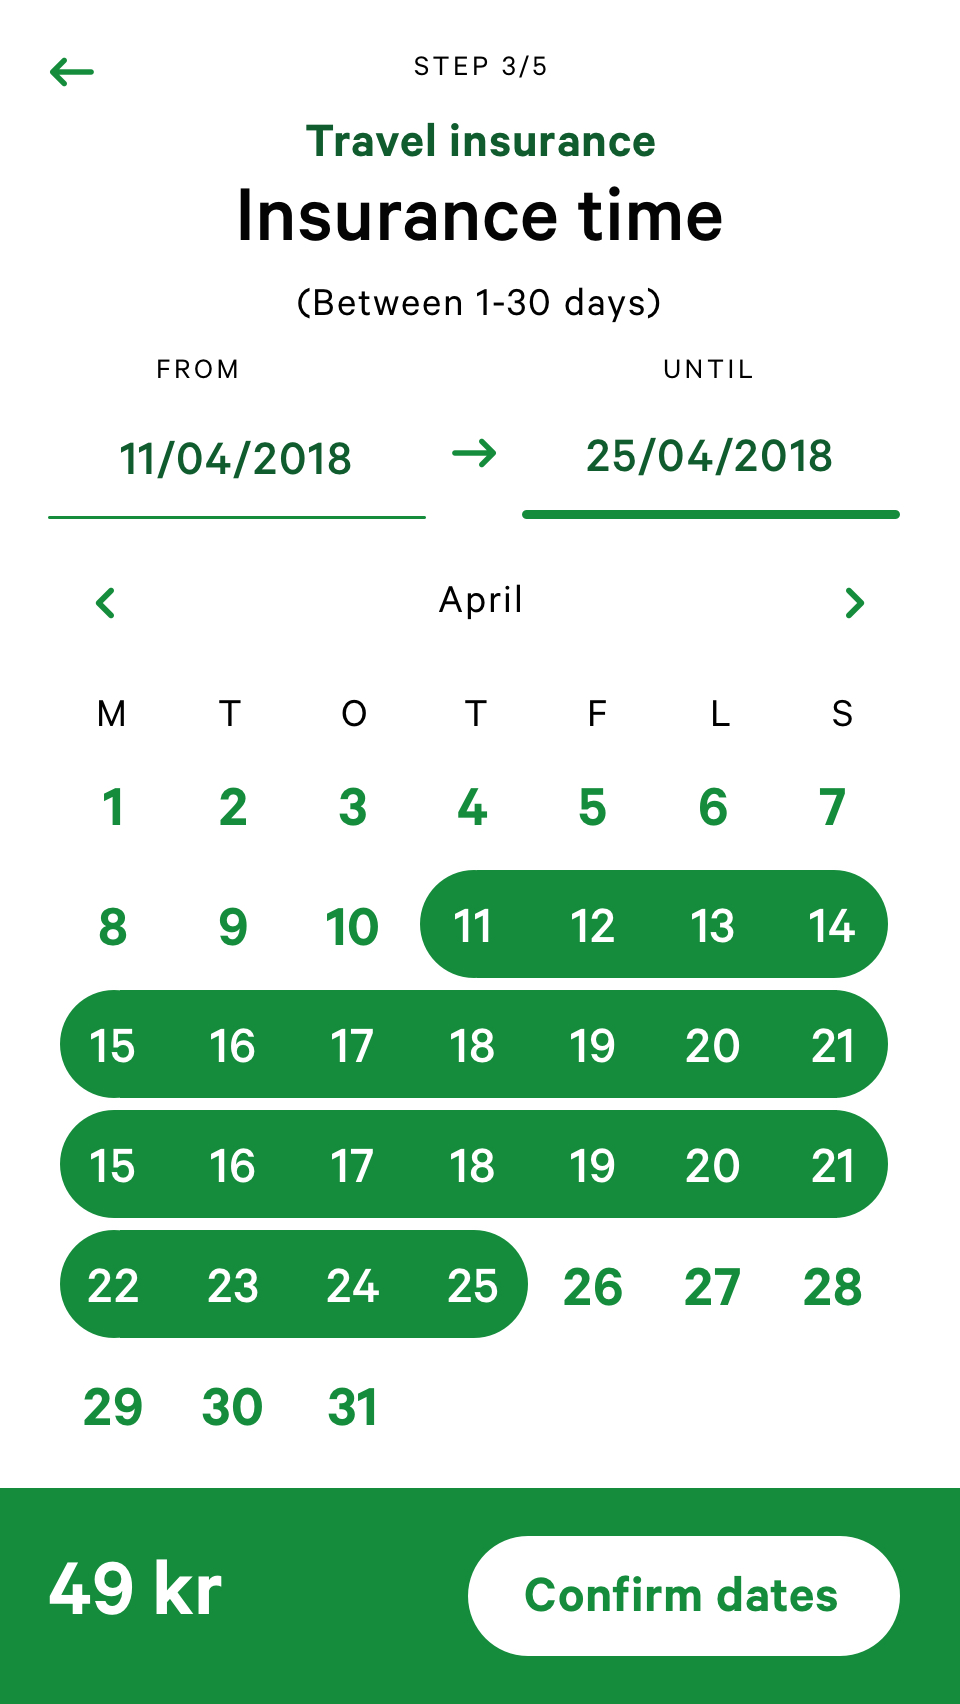 STEP 3/5
Travel insurance
Insurance time
(Between 1-30 days)
FROM UNTIL
11/04/2018 25/04/2018
April
M T O T F L S
1 2 3 4 5 6 7
8 9 10 11 12 13 14
15 16 17 18 19 20 21
15 16 17 18 19 20 21
22 23 24 25 26 27 28
29 30 31
49 kr Confirm dates